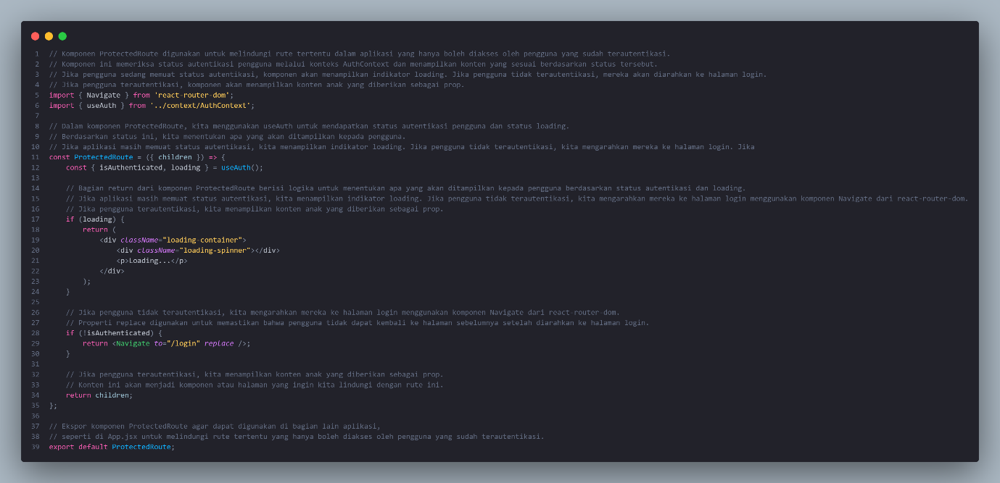 1 // Komponen ProtectedRoute digunakan untuk melindungi rute tertentu dalam aplikasi yang hanya boleh diakses oleh pengguna yang sudah terautentikasi.
2 // Komponen ini memeriksa status autentikasi pengguna melalui konteks AuthContext dan menampilkan konten yang sesuai berdasarkan status tersebut.
3 // Jika pengguna sedang memuat status autentikasi, komponen akan menampilkan indikator loading. Jika pengguna tidak terautentikasi, mereka akan diarahkan ke halaman login.
4 // Jika pengguna terautentikasi, komponen akan menampilkan konten anak yang diberikan sebagai prop.
5 import { Navigate } from 'react-router-dom';
6 import { useAuth } from '../context/AuthContext';
7
8 // Dalam komponen ProtectedRoute, kita menggunakan useAuth untuk mendapatkan status autentikasi pengguna dan status loading.
9 // Berdasarkan status ini, kita menentukan apa yang akan ditampilkan kepada pengguna.
10 // Jika aplikasi masih memuat status autentikasi, kita menampilkan indikator loading. Jika pengguna tidak terautentikasi, kita mengarahkan mereka ke halaman login. Jika
11 const ProtectedRoute = ({ children }) => {
12     const { isAuthenticated, loading } = useAuth();
13
14     // Bagian return dari komponen ProtectedRoute berisi logika untuk menentukan apa yang akan ditampilkan kepada pengguna berdasarkan status autentikasi dan loading.
15     // Jika aplikasi masih memuat status autentikasi, kita menampilkan indikator loading. Jika pengguna tidak terautentikasi, kita mengarahkan mereka ke halaman login menggunakan komponen Navigate dari react-router-dom.
16     // Jika pengguna terautentikasi, kita menampilkan konten anak yang diberikan sebagai prop.
17     if (loading) {
18         return (
19             <div className="loading-container">
20                 <div className="loading-spinner"></div>
21                 <p>Loading...</p>
22             </div>
23         );
24     }
25
26     // Jika pengguna tidak terautentikasi, kita mengarahkan mereka ke halaman login menggunakan komponen Navigate dari react-router-dom.
27     // Properti replace digunakan untuk memastikan bahwa pengguna tidak dapat kembali ke halaman sebelumnya setelah diarahkan ke halaman login.
28     if (!isAuthenticated) {
29         return <Navigate to="/login" replace />;
30     }
31
32     // Jika pengguna terautentikasi, kita menampilkan konten anak yang diberikan sebagai prop.
33     // Konten ini akan menjadi komponen atau halaman yang ingin kita lindungi dengan rute ini.
34     return children;
35 };
36
37 // Ekspor komponen ProtectedRoute agar dapat digunakan di bagian lain aplikasi,
38 // seperti di App.jsx untuk melindungi rute tertentu yang hanya boleh diakses oleh pengguna yang sudah terautentikasi.
39 export default ProtectedRoute;